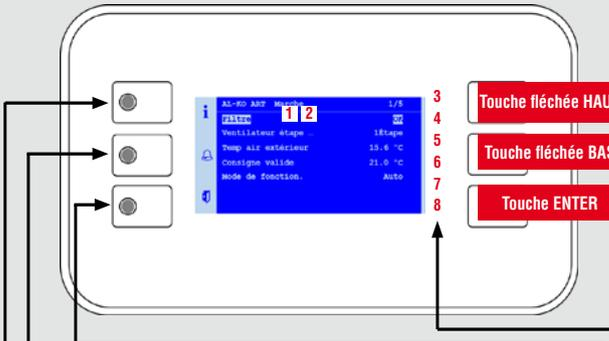 AL-KO ART Marche 1/5
1 2
Filtre OK
Ventilateur étape … 1Étape
Temp air extérieur 15.6 °C
Consigne valide 21.0 °C
Mode de fonction. Auto
3
4
5
6
7
8
Touche fléchée HAU
Touche fléchée BAS
Touche ENTER